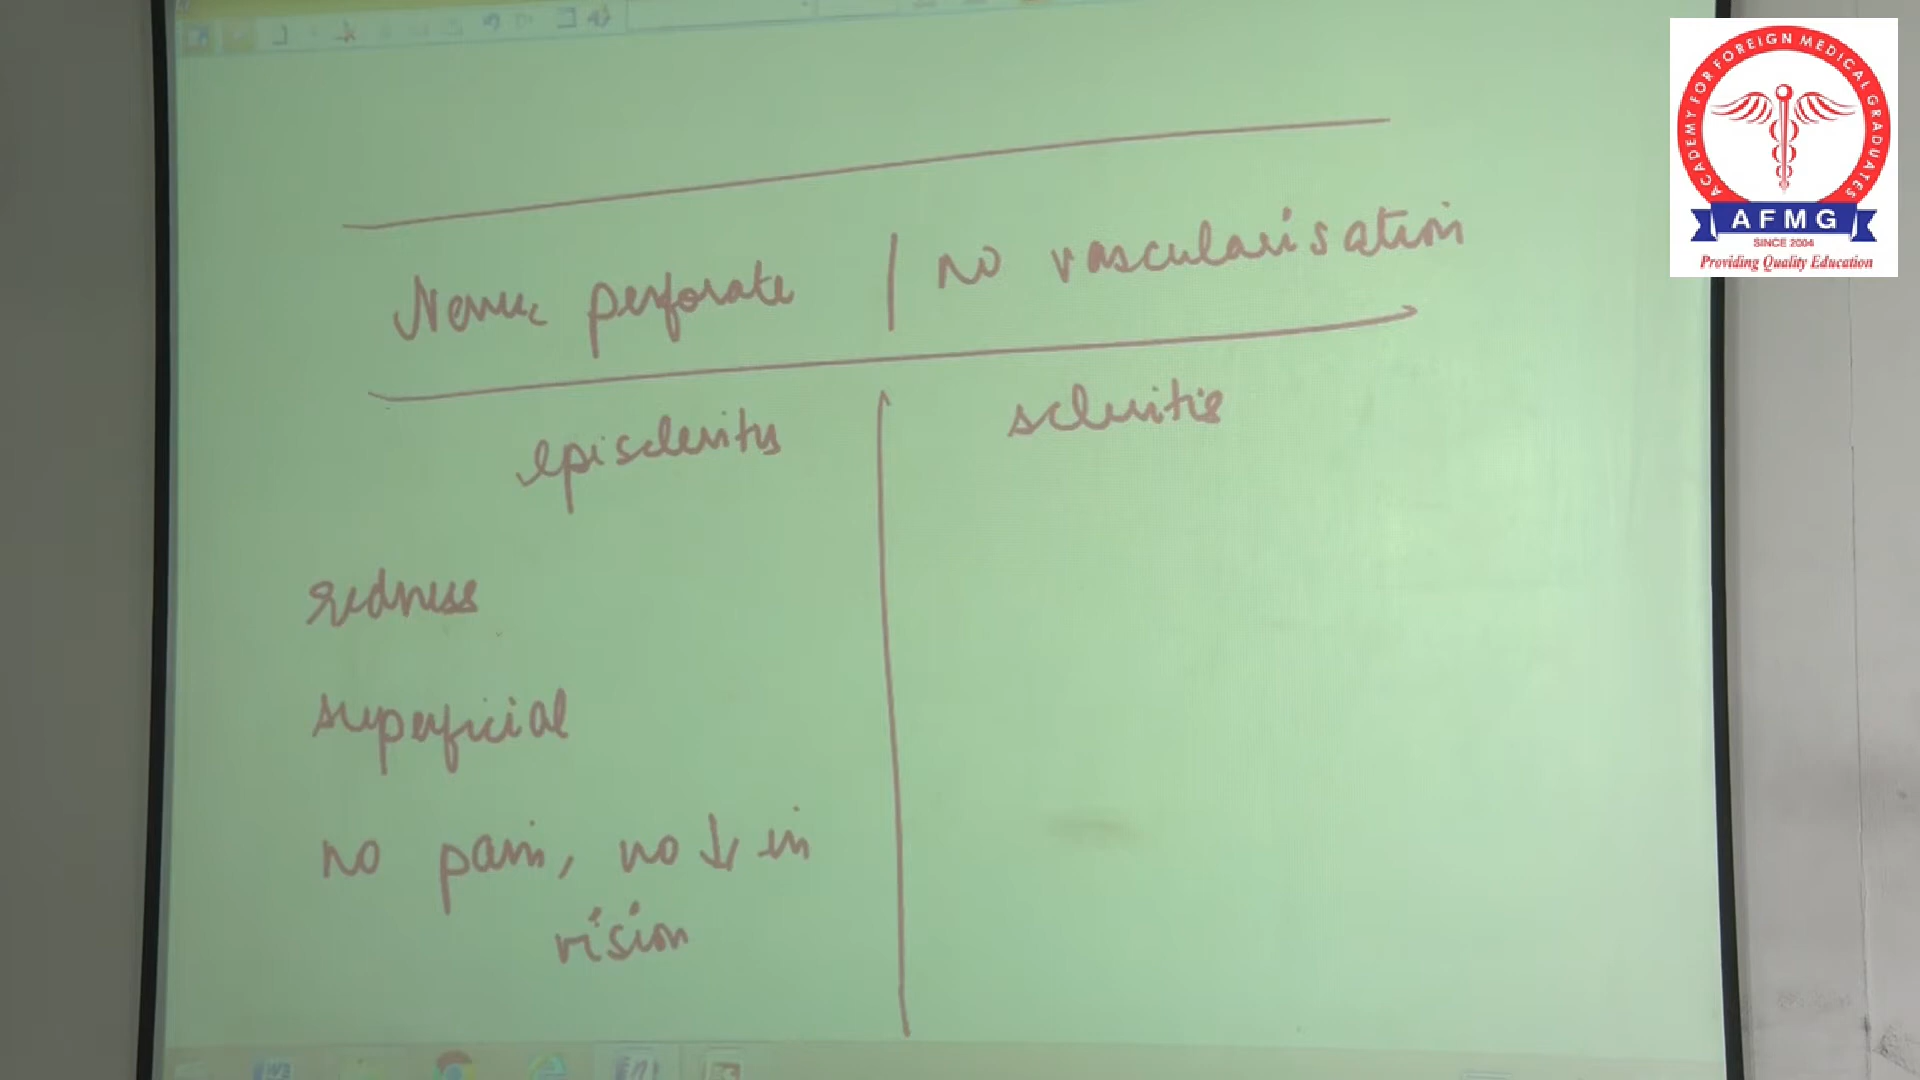 ACADEMY FOR FOREIGN MEDICAL GRADUATES
AFMG
SINCE 2004
Providing Quality Education
perforate | no vascularisation
episcleritis scleritis
redness
superficial
no pain, no ↓ in
vision